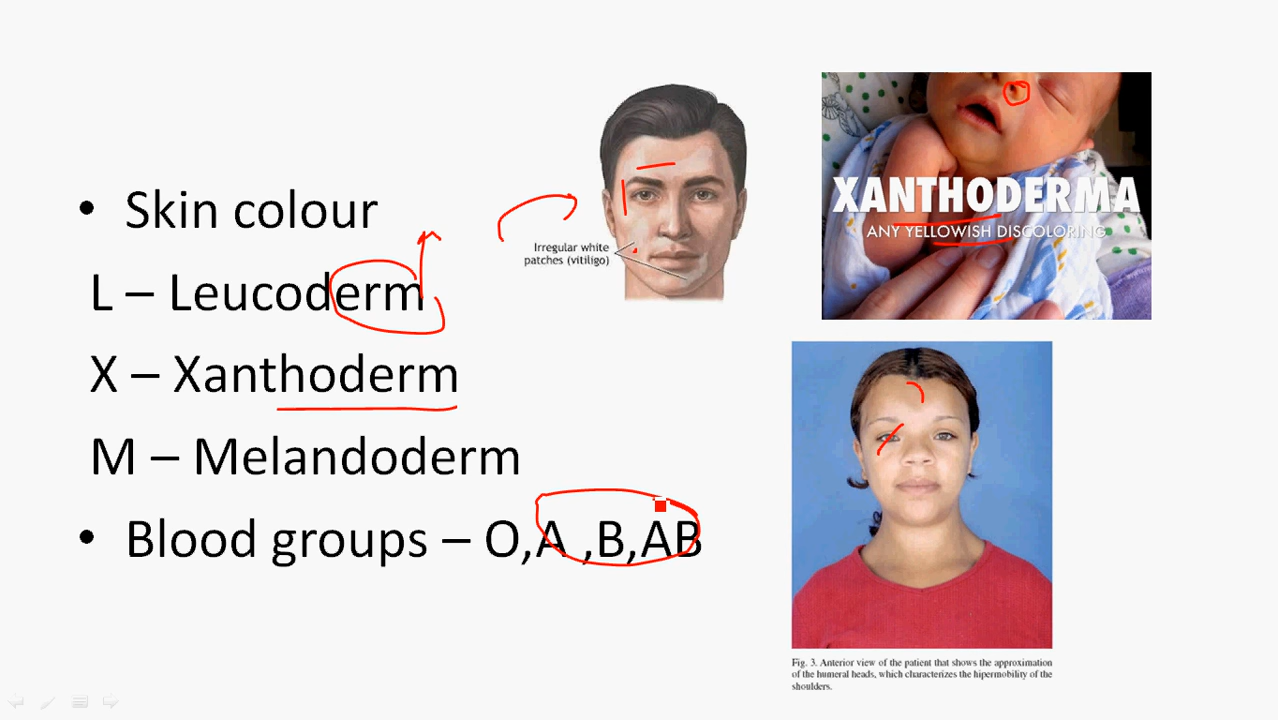 • Skin colour
L – Leucoderm
X – Xanthoderm
M – Melandoderm
• Blood groups – O,A ,B,AB
Irregular white
patches (vitiligo)
XANTHODERMA
ANY YELLOWISH DISCOLORING
Fig. 3. Anterior view of the patient that shows the approximation
of the humeral heads, which characterizes the hipermobility of the
shoulders.